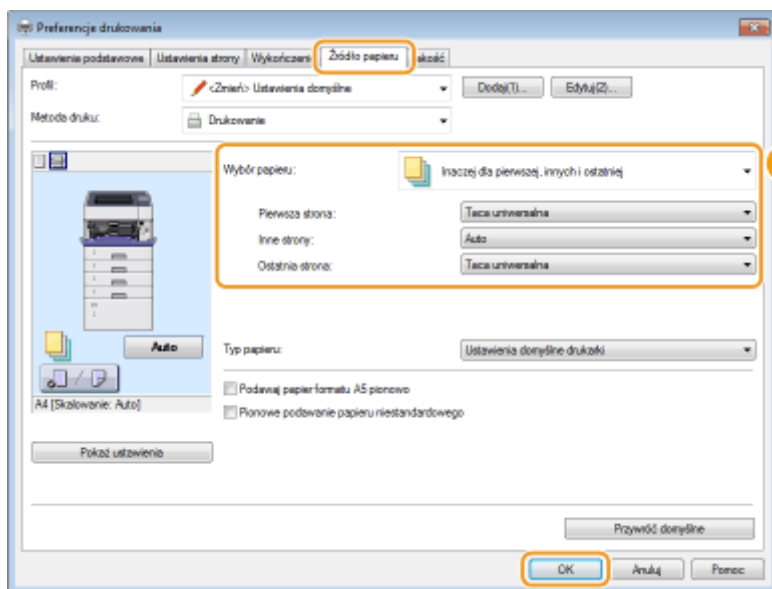 Preferencje drukowania
Ustawienia podstawowe Ustawienia strony Wykończeni Źródło papieru akość
Profil: <Zmień> Ustawienia domyślne Dodaj(1)... Edytuj(2)...
Metoda druku: Drukowanie
Wybór papieru: Inaczej dla pierwszej, innych i ostatniej
Pierwsza strona: Taca uniwersalna
Inne strony: Auto
Ostatnia strona: Taca uniwersalna
Auto
Typ papieru: Ustawienia domyślne drukarki
Podawaj papier formatu A5 pionowo
A4 [Skalowanie: Auto]
Pionowe podawanie papieru niestandardowego
Pokaż ustawienia
Przywróć domyślne
OK Anuluj Pomoc